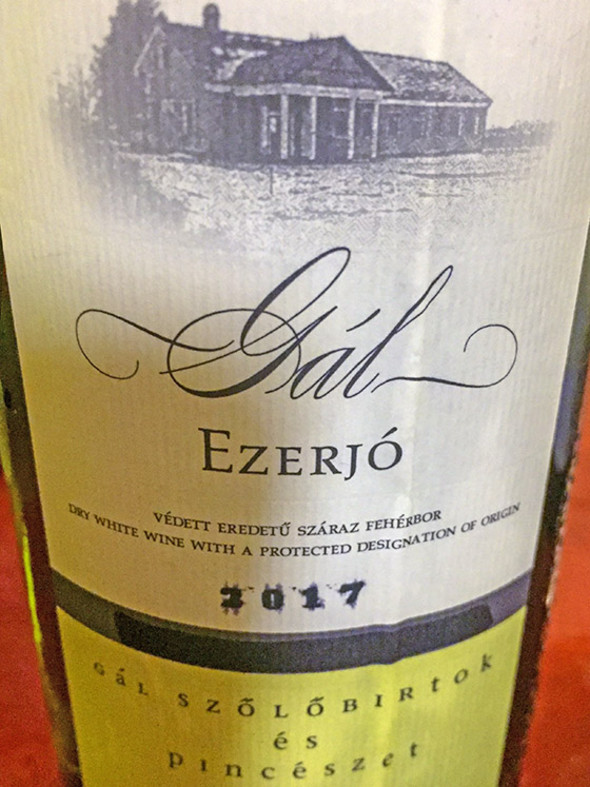 Gál
EZERJÓ
VÉDETT EREDETŰ SZÁRAZ FEHÉRBOR
DRY WHITE WINE WITH A PROTECTED DESIGNATION OF ORIGIN
2017
GÁL SZŐLŐBIRtOK
és
pincészet